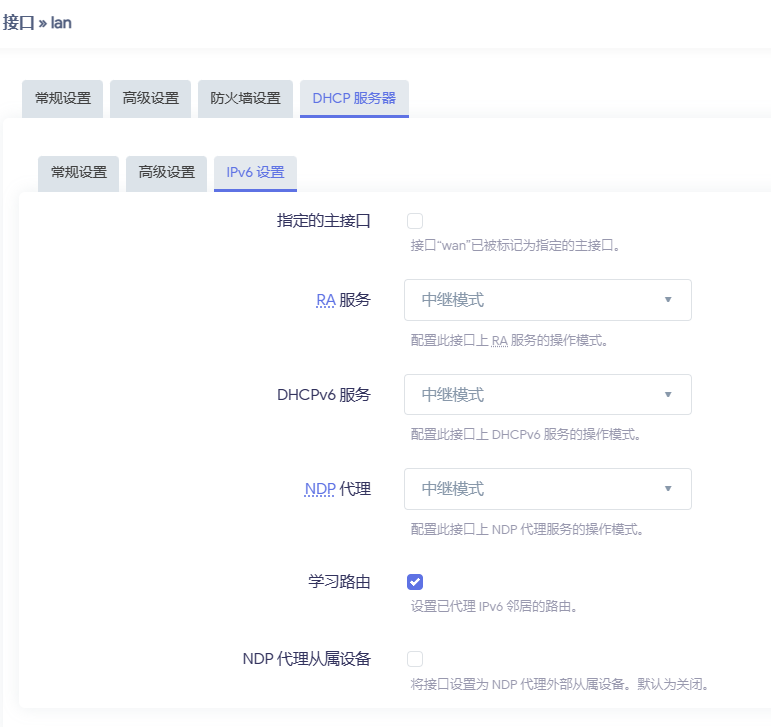 接口 » lan
常规设置 高级设置 防火墙设置 DHCP 服务器
常规设置 高级设置 IPv6 设置
指定的主接口
接口“wan”已被标记为指定的主接口。
RA 服务 中继模式
配置此接口上 RA 服务的操作模式。
DHCPv6 服务 中继模式
配置此接口上 DHCPv6 服务的操作模式。
NDP 代理 中继模式
配置此接口上 NDP 代理服务的操作模式。
学习路由
设置已代理 IPv6 邻居的路由。
NDP 代理从属设备
将接口设置为 NDP 代理外部从属设备。默认为关闭。